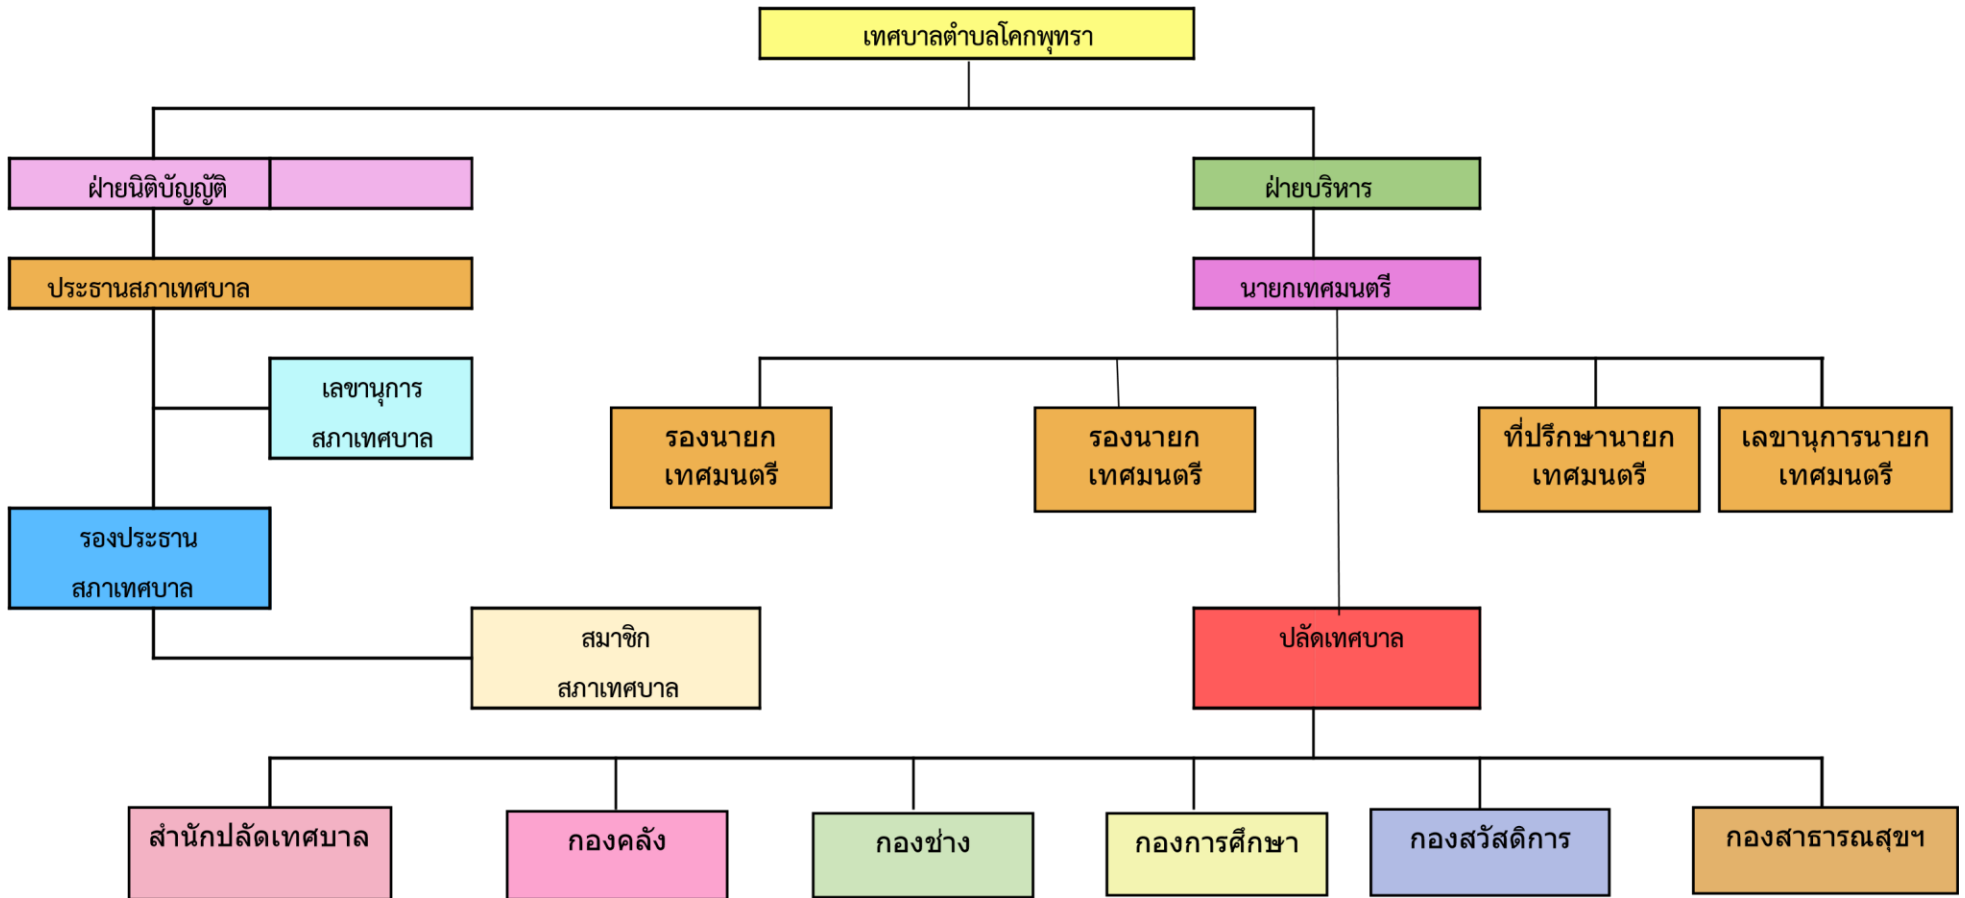 เทศบาลตำบลโคกพุทรา
ฝ่ายนิติบัญญัติ
ฝ่ายบริหาร
ประธานสภาเทศบาล
นายกเทศมนตรี
เลขานุการ
สภาเทศบาล
รองนายก
เทศมนตรี
รองนายก
เทศมนตรี
ที่ปรึกษานายก
เทศมนตรี
เลขานุการนายก
เทศมนตรี
รองประธาน
สภาเทศบาล
สมาชิก
สภาเทศบาล
ปลัดเทศบาล
สำนักปลัดเทศบาล
กองคลัง
กองช่าง
กองการศึกษา
กองสวัสดิการ
กองสาธารณสุขฯ